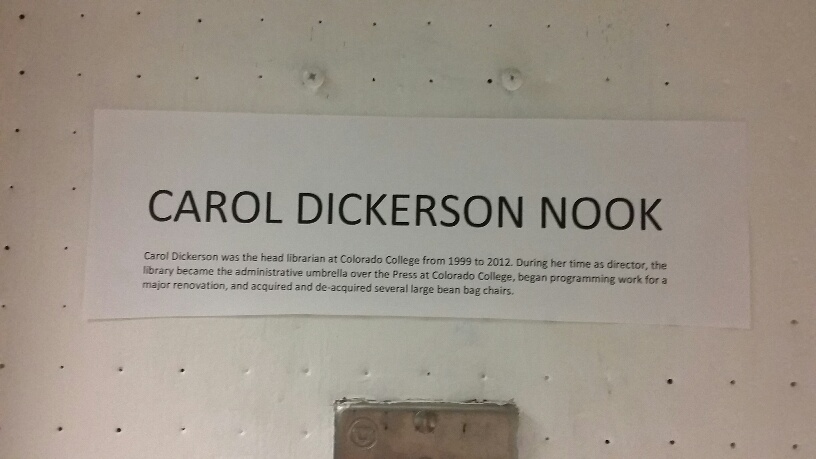 CAROL DICKERSON NOOK
Carol Dickerson was the head librarian at Colorado College from 1999 to 2012. During her time as director, the
library became the administrative umbrella over the Press at Colorado College, began programming work for a
major renovation, and acquired and de-acquired several large bean bag chairs.